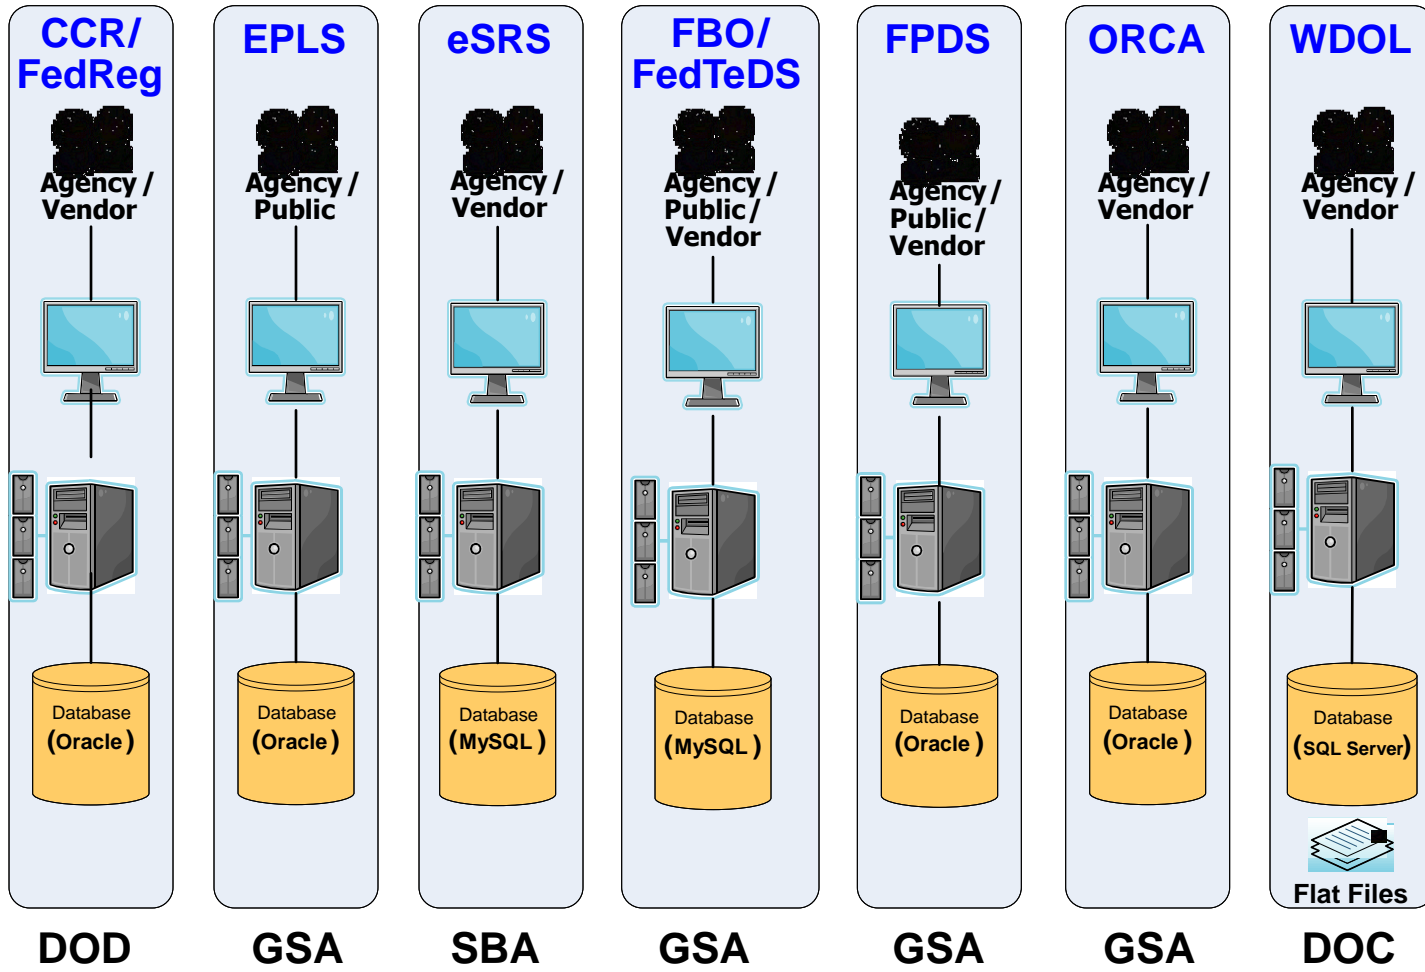 CCR/
FedReg
Agency /
Vendor
Database
(Oracle )
DOD
EPLS
Agency /
Public
Database
(Oracle )
GSA
eSRS
Agency /
Vendor
Database
(MySQL )
SBA
FBO/
FedTeDS
Agency /
Public /
Vendor
Database
(MySQL )
GSA
FPDS
Agency /
Public /
Vendor
Database
(Oracle )
GSA
ORCA
Agency /
Vendor
Database
(Oracle )
GSA
WDOL
Agency /
Vendor
Database
(SQL Server)
Flat Files
DOC